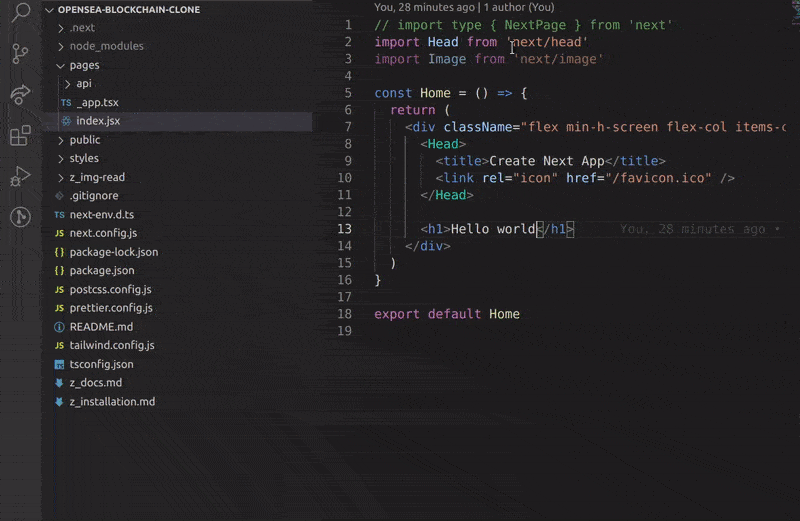 OPENSEA-BLOCKCHAIN-CLONE
.next
node_modules
pages
api
TS _app.tsx
index.jsx
public
styles
z_img-read
.gitignore
TS next-env.d.ts
JS next.config.js
{} package-lock.json
{} package.json
JS postcss.config.js
JS prettier.config.js
README.md
JS tailwind.config.js
TS tsconfig.json
z_docs.md
z_installation.md
You, 28 minutes ago | 1 author (You)
1 // import type { NextPage } from 'next'
2 import Head from 'next/head'
3 import Image from 'next/image'
4
5 const Home = () => {
6 return (
7 <div className="flex min-h-screen flex-col items-c
8 <Head>
9 <title>Create Next App</title>
10 <link rel="icon" href="/favicon.ico" />
11 </Head>
12
13 <h1>Hello world</h1> You, 28 minutes ago •
14 </div>
15 )
16 }
17
18 export default Home
19